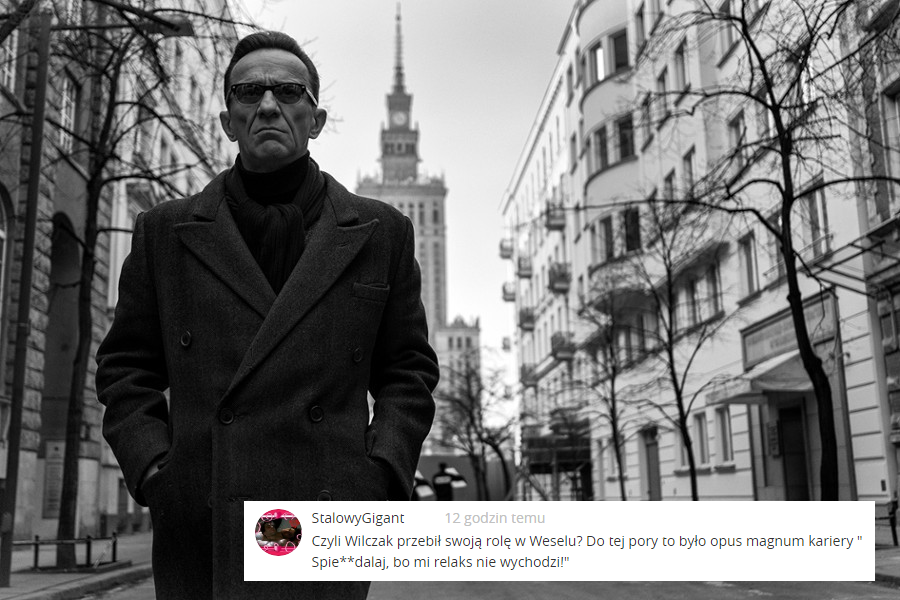 StalowyGigant 12 godzin temu
Czyli Wilczak przebił swoją rolę w Weselu? Do tej pory to było opus magnum kariery "
Spie**dalaj, bo mi relaks nie wychodzi!"